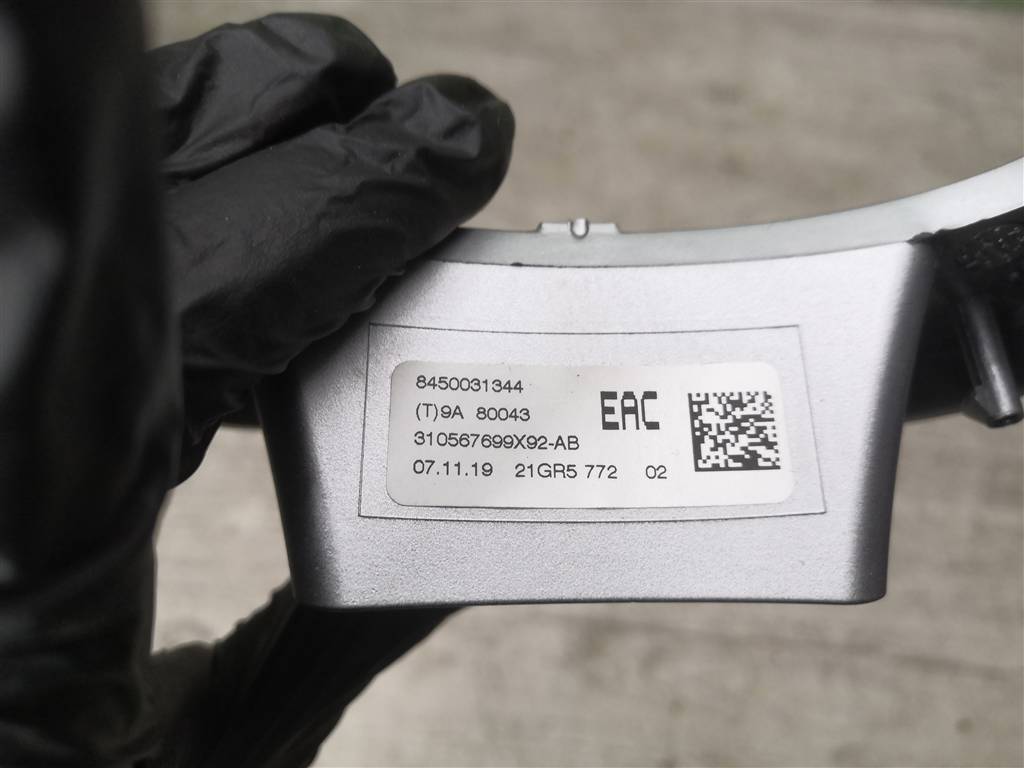 8450031344
(T)9A 80043
310567699X92-AB
07.11.19 21GR5 772 02
EAC